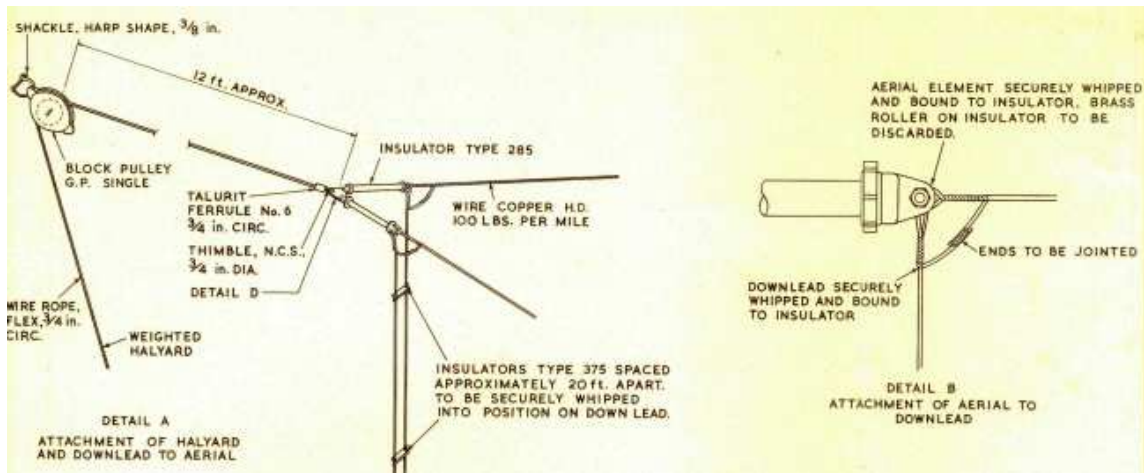 SHACKLE, HARP SHAPE, 3/8 in.
12 ft. APPROX.
BLOCK PULLEY
G.P. SINGLE
INSULATOR TYPE 285
TALURIT
FERRULE No. 6
3/4 in. CIRC.
WIRE COPPER H.D.
100 LBS. PER MILE
THIMBLE, N.C.S.,
3/4 in. DIA.
DETAIL D
WIRE ROPE,
FLEX, 3/4 in.
CIRC.
WEIGHTED
HALYARD
INSULATORS TYPE 375 SPACED
APPROXIMATELY 20 ft. APART.
TO BE SECURELY WHIPPED
INTO POSITION ON DOWN LEAD.
DETAIL A
ATTACHMENT OF HALYARD
AND DOWNLEAD TO AERIAL
AERIAL ELEMENT SECURELY WHIPPED
AND BOUND TO INSULATOR. BRASS
ROLLER ON INSULATOR TO BE
DISCARDED.
ENDS TO BE JOINTED
DOWNLEAD SECURELY
WHIPPED AND BOUND
TO INSULATOR
DETAIL B
ATTACHMENT OF AERIAL TO
DOWNLEAD